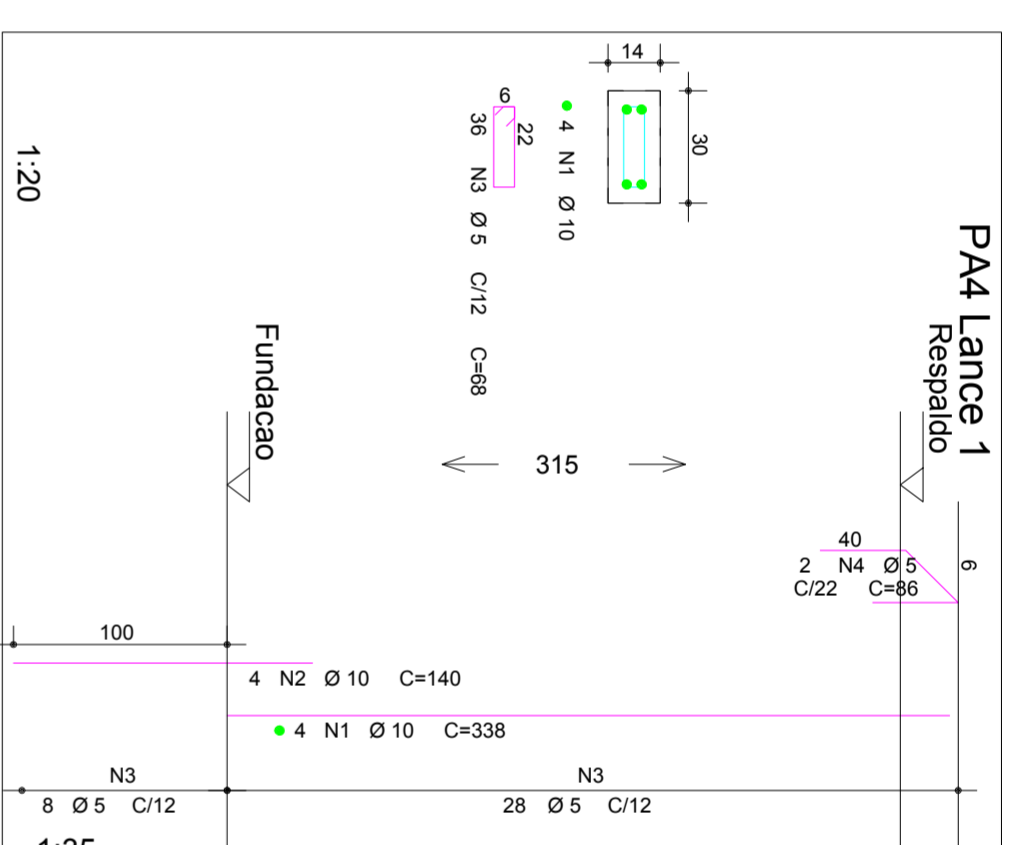 PA4 Lance 1
Respaldo
14
30
4 N1 Ø 10
6
22
36 N3 Ø 5 C/12 C=68
1:20
Fundacao
315
40
6
2 N4 Ø 5
C/22 C=86
100
4 N2 Ø 10 C=140
4 N1 Ø 10 C=338
N3
8 Ø 5 C/12
N3
28 Ø 5 C/12